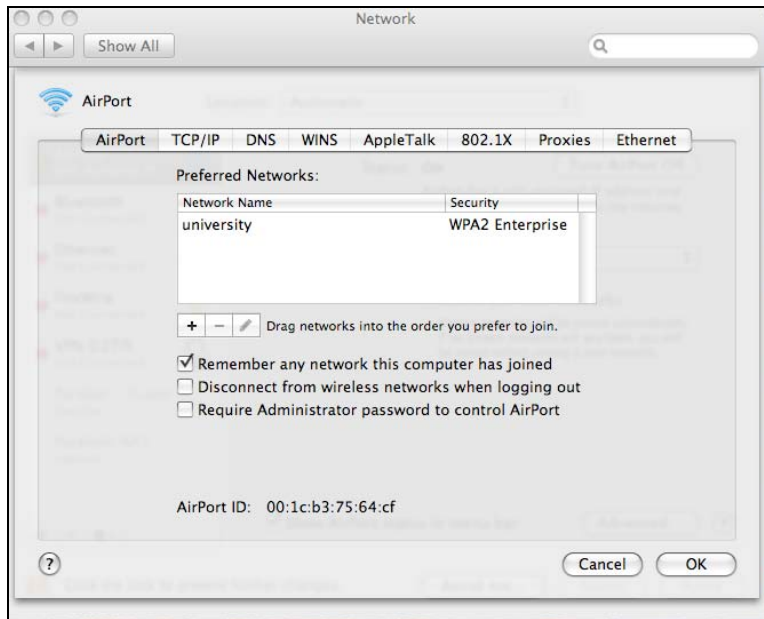 Network
Show All
AirPort
AirPort TCP/IP DNS WINS AppleTalk 802.1X Proxies Ethernet
Preferred Networks:
Network Name Security
university WPA2 Enterprise
+ − Drag networks into the order you prefer to join.
Remember any network this computer has joined
Disconnect from wireless networks when logging out
Require Administrator password to control AirPort
AirPort ID: 00:1c:b3:75:64:cf
? Cancel OK